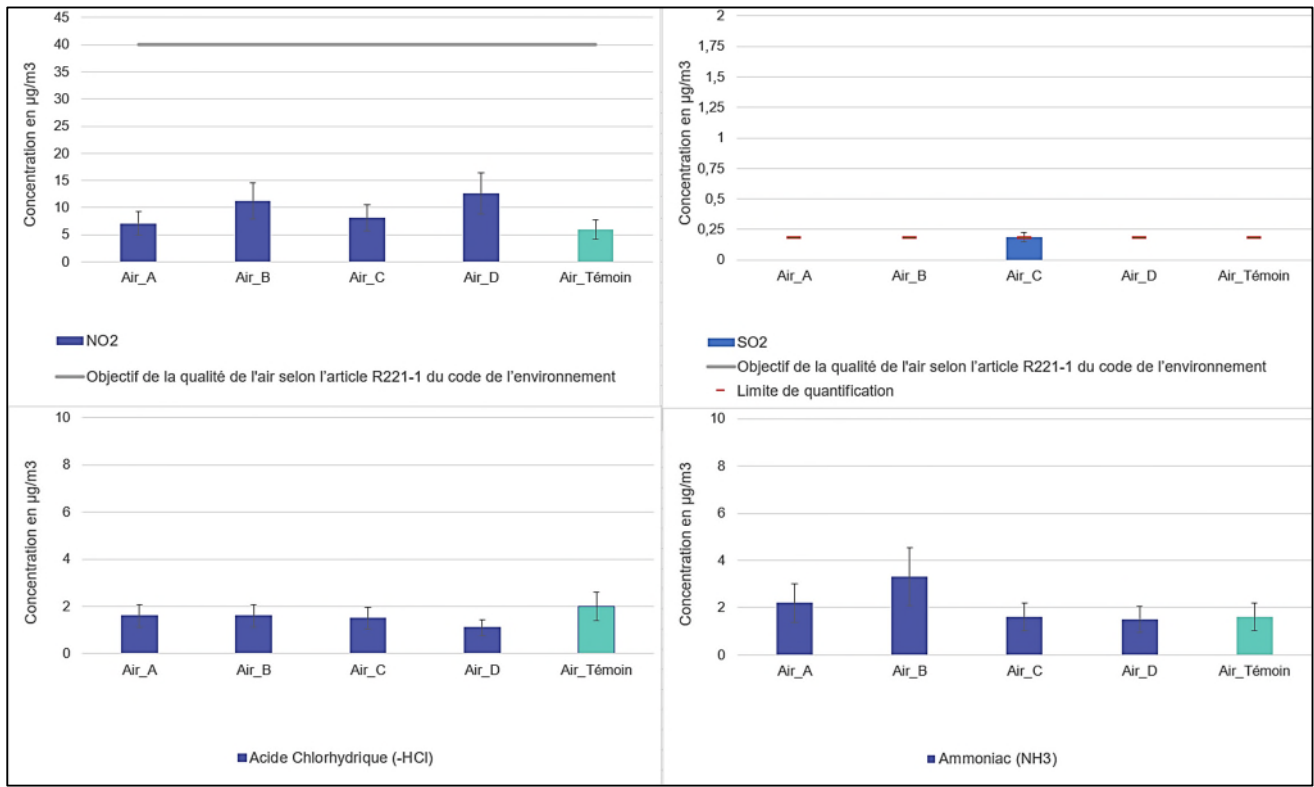 Concentration en µg/m3
45
40
35
30
25
20
15
10
5
0
Air_A Air_B Air_C Air_D Air_Témoin
NO2
Objectif de la qualité de l'air selon l'article R221-1 du code de l'environnement
Concentration en µg/m3
2
1,75
1,5
1,25
1
0,75
0,5
0,25
0
Air_A Air_B Air_C Air_D Air_Témoin
SO2
Objectif de la qualité de l'air selon l'article R221-1 du code de l'environnement
Limite de quantification
Concentration en µg/m3
10
8
6
4
2
0
Air_A Air_B Air_C Air_D Air_Témoin
Acide Chlorhydrique (-HCl)
Concentration en µg/m3
10
8
6
4
2
0
Air_A Air_B Air_C Air_D Air_Témoin
Ammoniac (NH3)